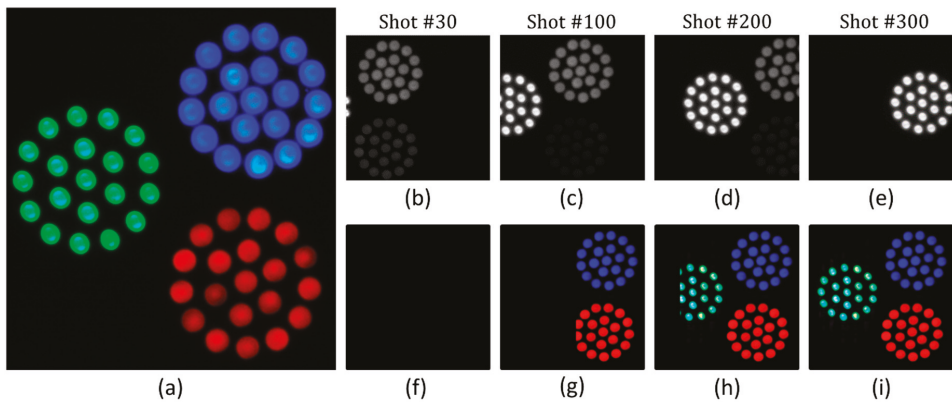 Shot #30 Shot #100 Shot #200 Shot #300
(b) (c) (d) (e)
(a) (f) (g) (h) (i)